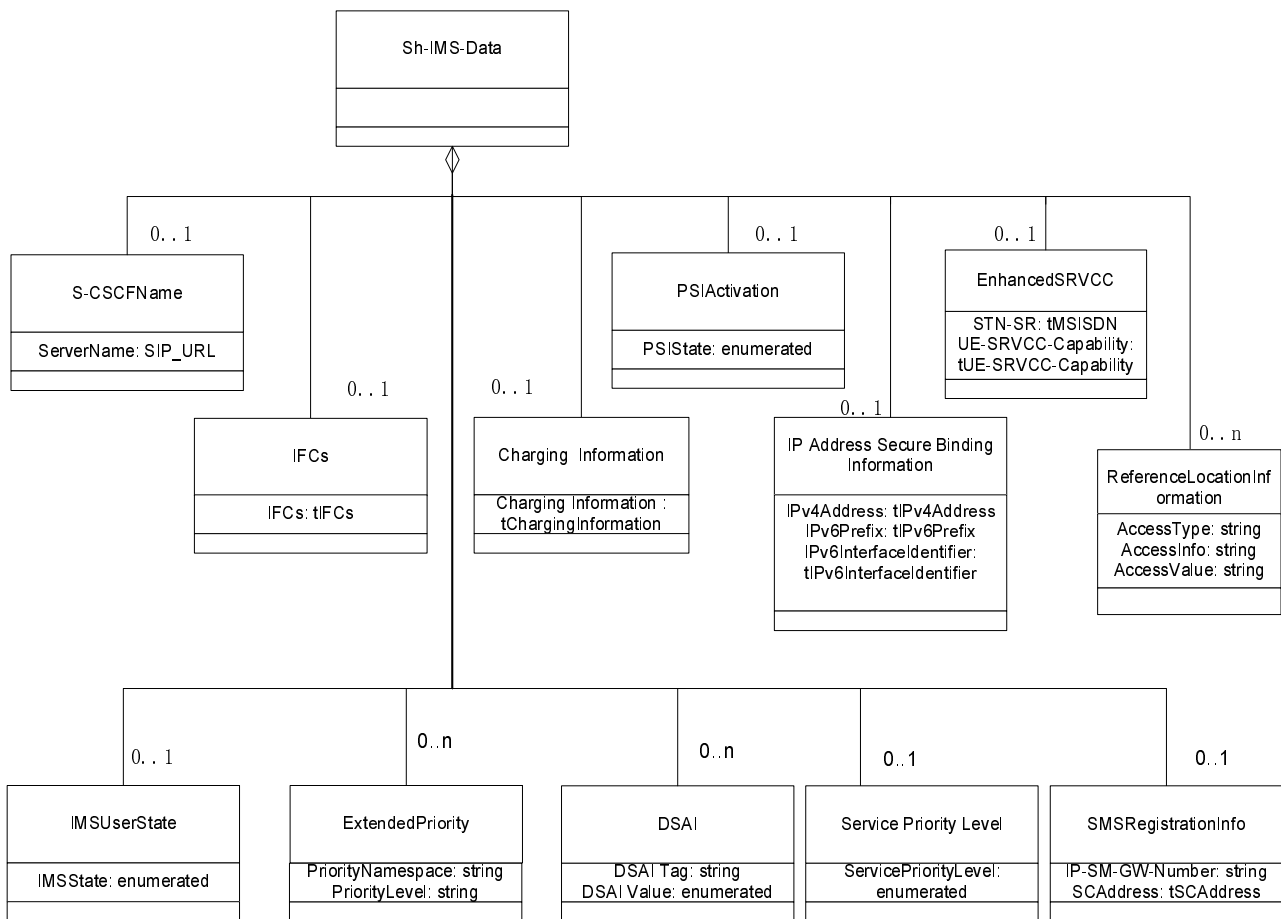 Sh-IMS-Data
0..1
0..1
0..1
S-CSCFName
ServerName: SIP_URL
PSIActivation
PSIState: enumerated
EnhancedSRVCC
STN-SR: tMSISDN
UE-SRVCC-Capability:
tUE-SRVCC-Capability
0..1
0..1
0..1
0..n
IFCs
IFCs: tIFCs
Charging Information
Charging Information :
tChargingInformation
IP Address Secure Binding
Information
IPv4Address: tIPv4Address
IPv6Prefix: tIPv6Prefix
IPv6InterfaceIdentifier:
tIPv6InterfaceIdentifier
ReferenceLocationInf
ormation
AccessType: string
AccessInfo: string
AccessValue: string
0..1
0..n
0..n
0..1
0..1
IMSUserState
IMSState: enumerated
ExtendedPriority
PriorityNamespace: string
PriorityLevel: string
DSAI
DSAI Tag: string
DSAI Value: enumerated
Service Priority Level
ServicePriorityLevel:
enumerated
SMSRegistrationInfo
IP-SM-GW-Number: string
SCAddress: tSCAddress